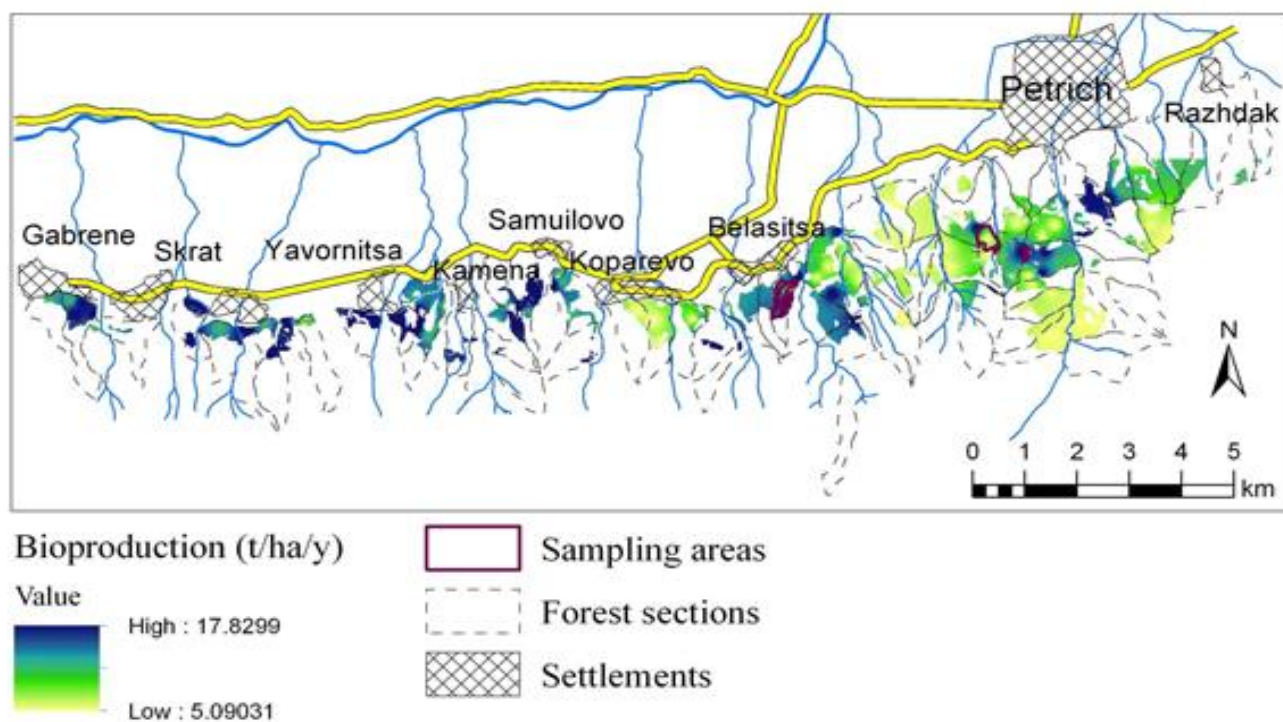 Petrich
Razhdak
Gabrene
Skrat
Yavornitsa
Samuilovo
Kamena
Koparevo
Belasitsa
N
0 1 2 3 4 5
km
Bioproduction (t/ha/y)
Value
High : 17.8299
Low : 5.09031
Sampling areas
Forest sections
Settlements